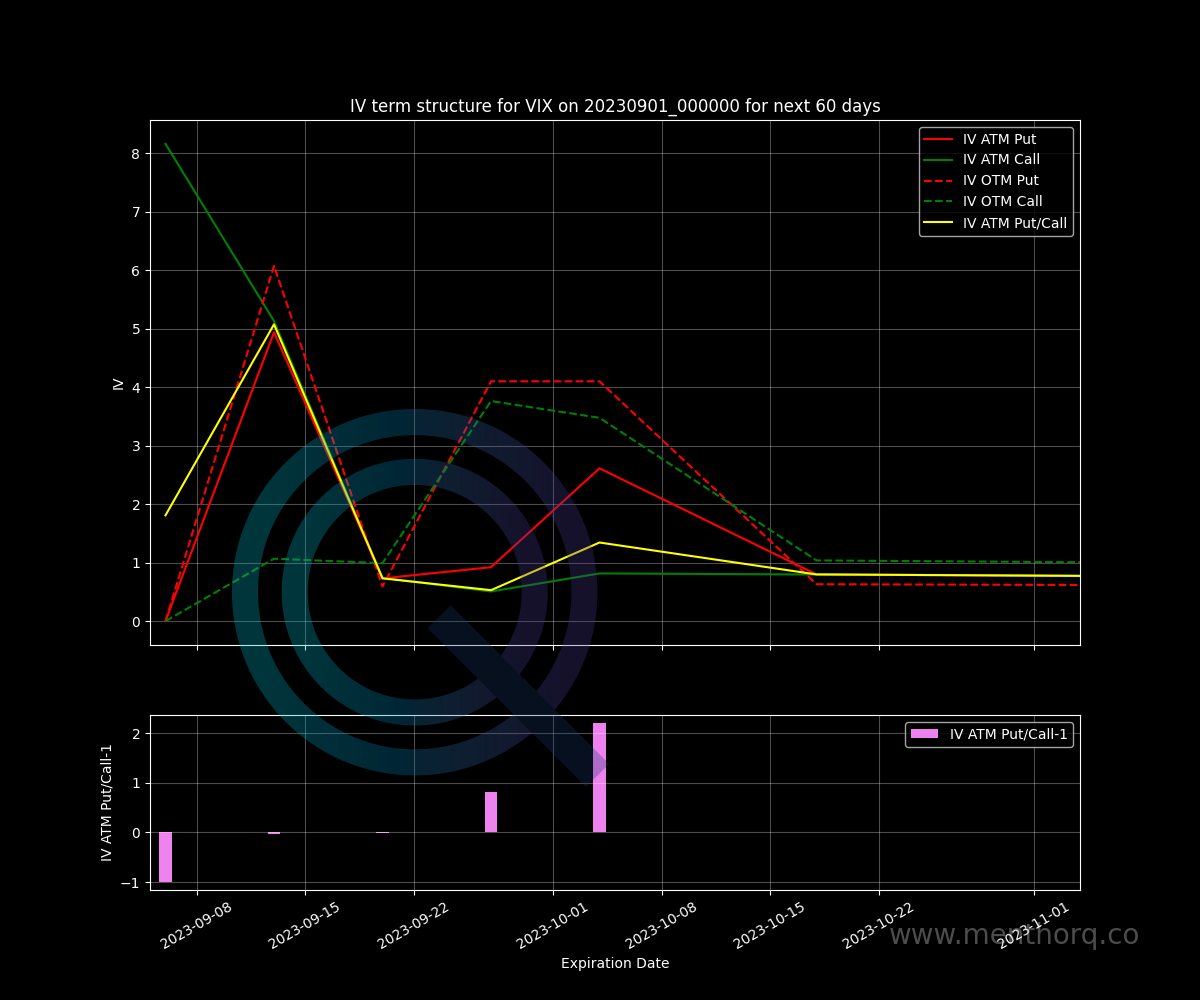 IV term structure for VIX on 20230901_000000 for next 60 days
IV ATM Put
IV ATM Call
IV OTM Put
IV OTM Call
IV ATM Put/Call
8
7
6
5
4
3
2
1
0
IV
IV ATM Put/Call-1
2
1
0
−1
IV ATM Put/Call-1
2023-09-08
2023-09-15
2023-09-22
2023-10-01
2023-10-08
2023-10-15
2023-10-22
2023-11-01
Expiration Date
www.menthorq.co